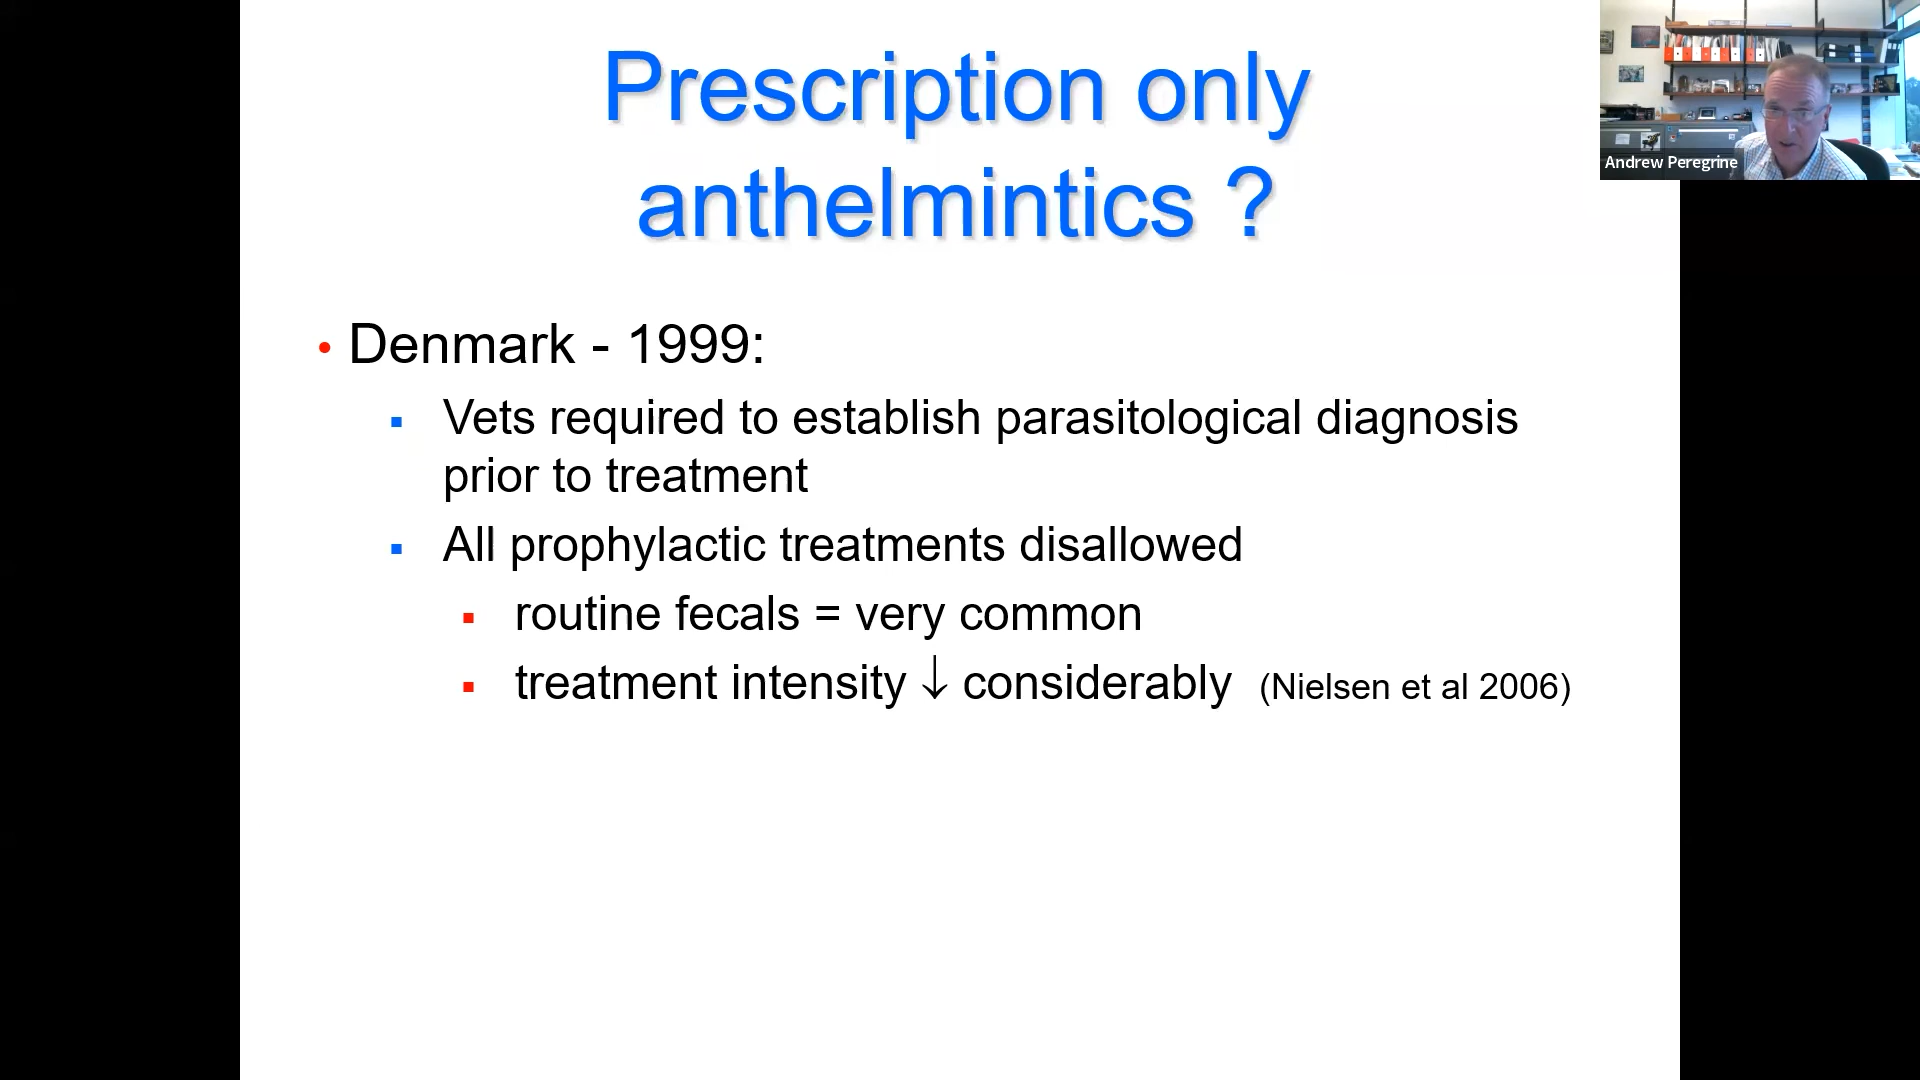 Prescription only
anthelmintics ?
Andrew Peregrine
• Denmark - 1999:
▪ Vets required to establish parasitological diagnosis
prior to treatment
▪ All prophylactic treatments disallowed
▪ routine fecals = very common
▪ treatment intensity ↓ considerably (Nielsen et al 2006)